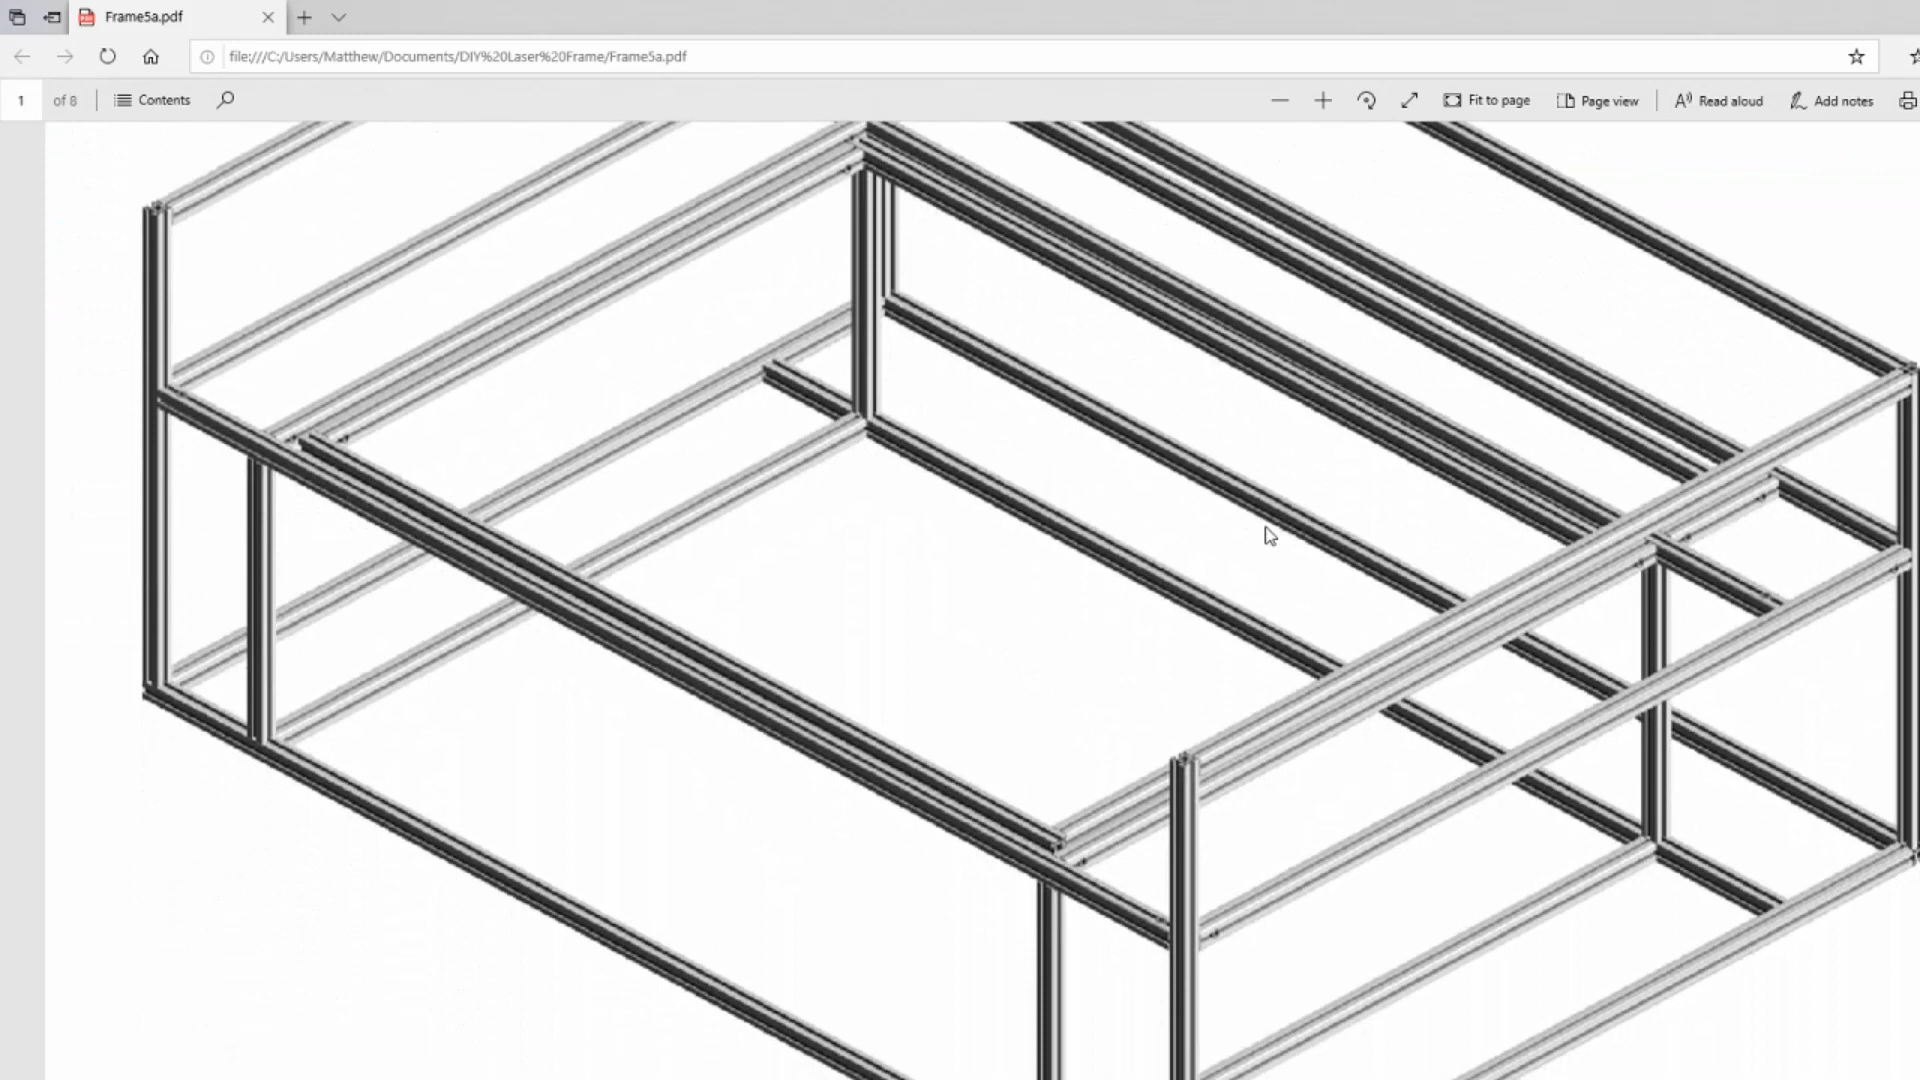 Frame5a.pdf
file:///C:/Users/Matthew/Documents/DIY%20Laser%20Frame/Frame5a.pdf
1 of 8 Contents Fit to page Page view Read aloud Add notes